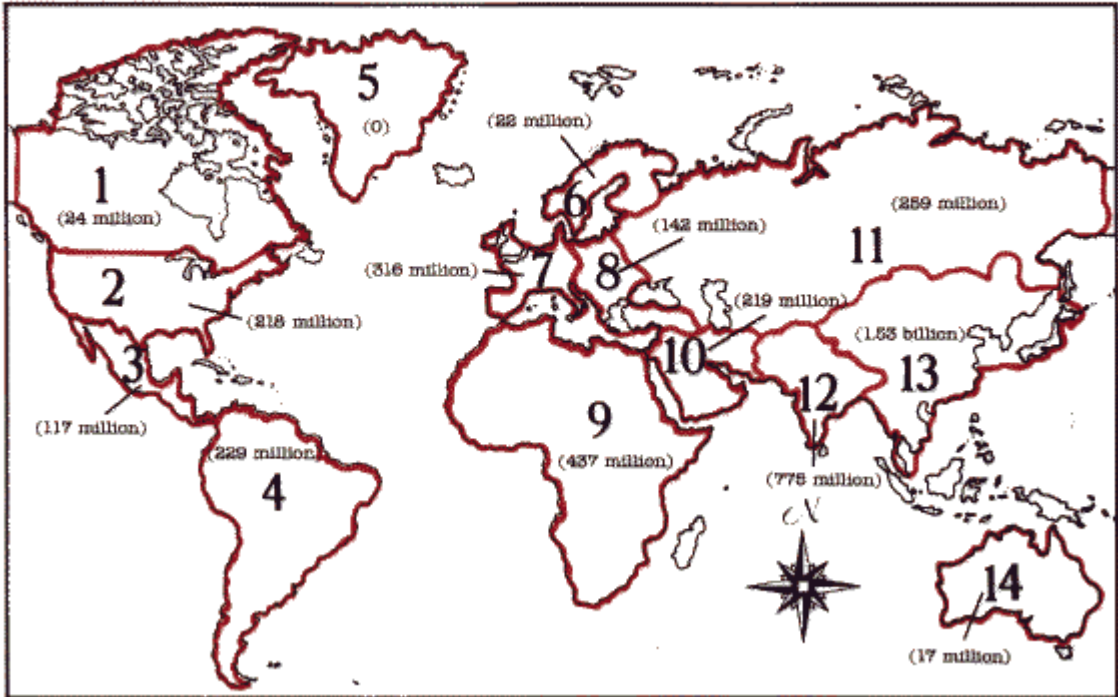 5
(0)
(22 million)
1
(24 million)
6
(259 million)
(142 million)
11
(316 million)
7
8
2
(218 million)
(219 million)
(1.53 billion)
10
13
3
12
(117 million)
9
(229 million)
(437 million)
4
(775 million)
14
(17 million)